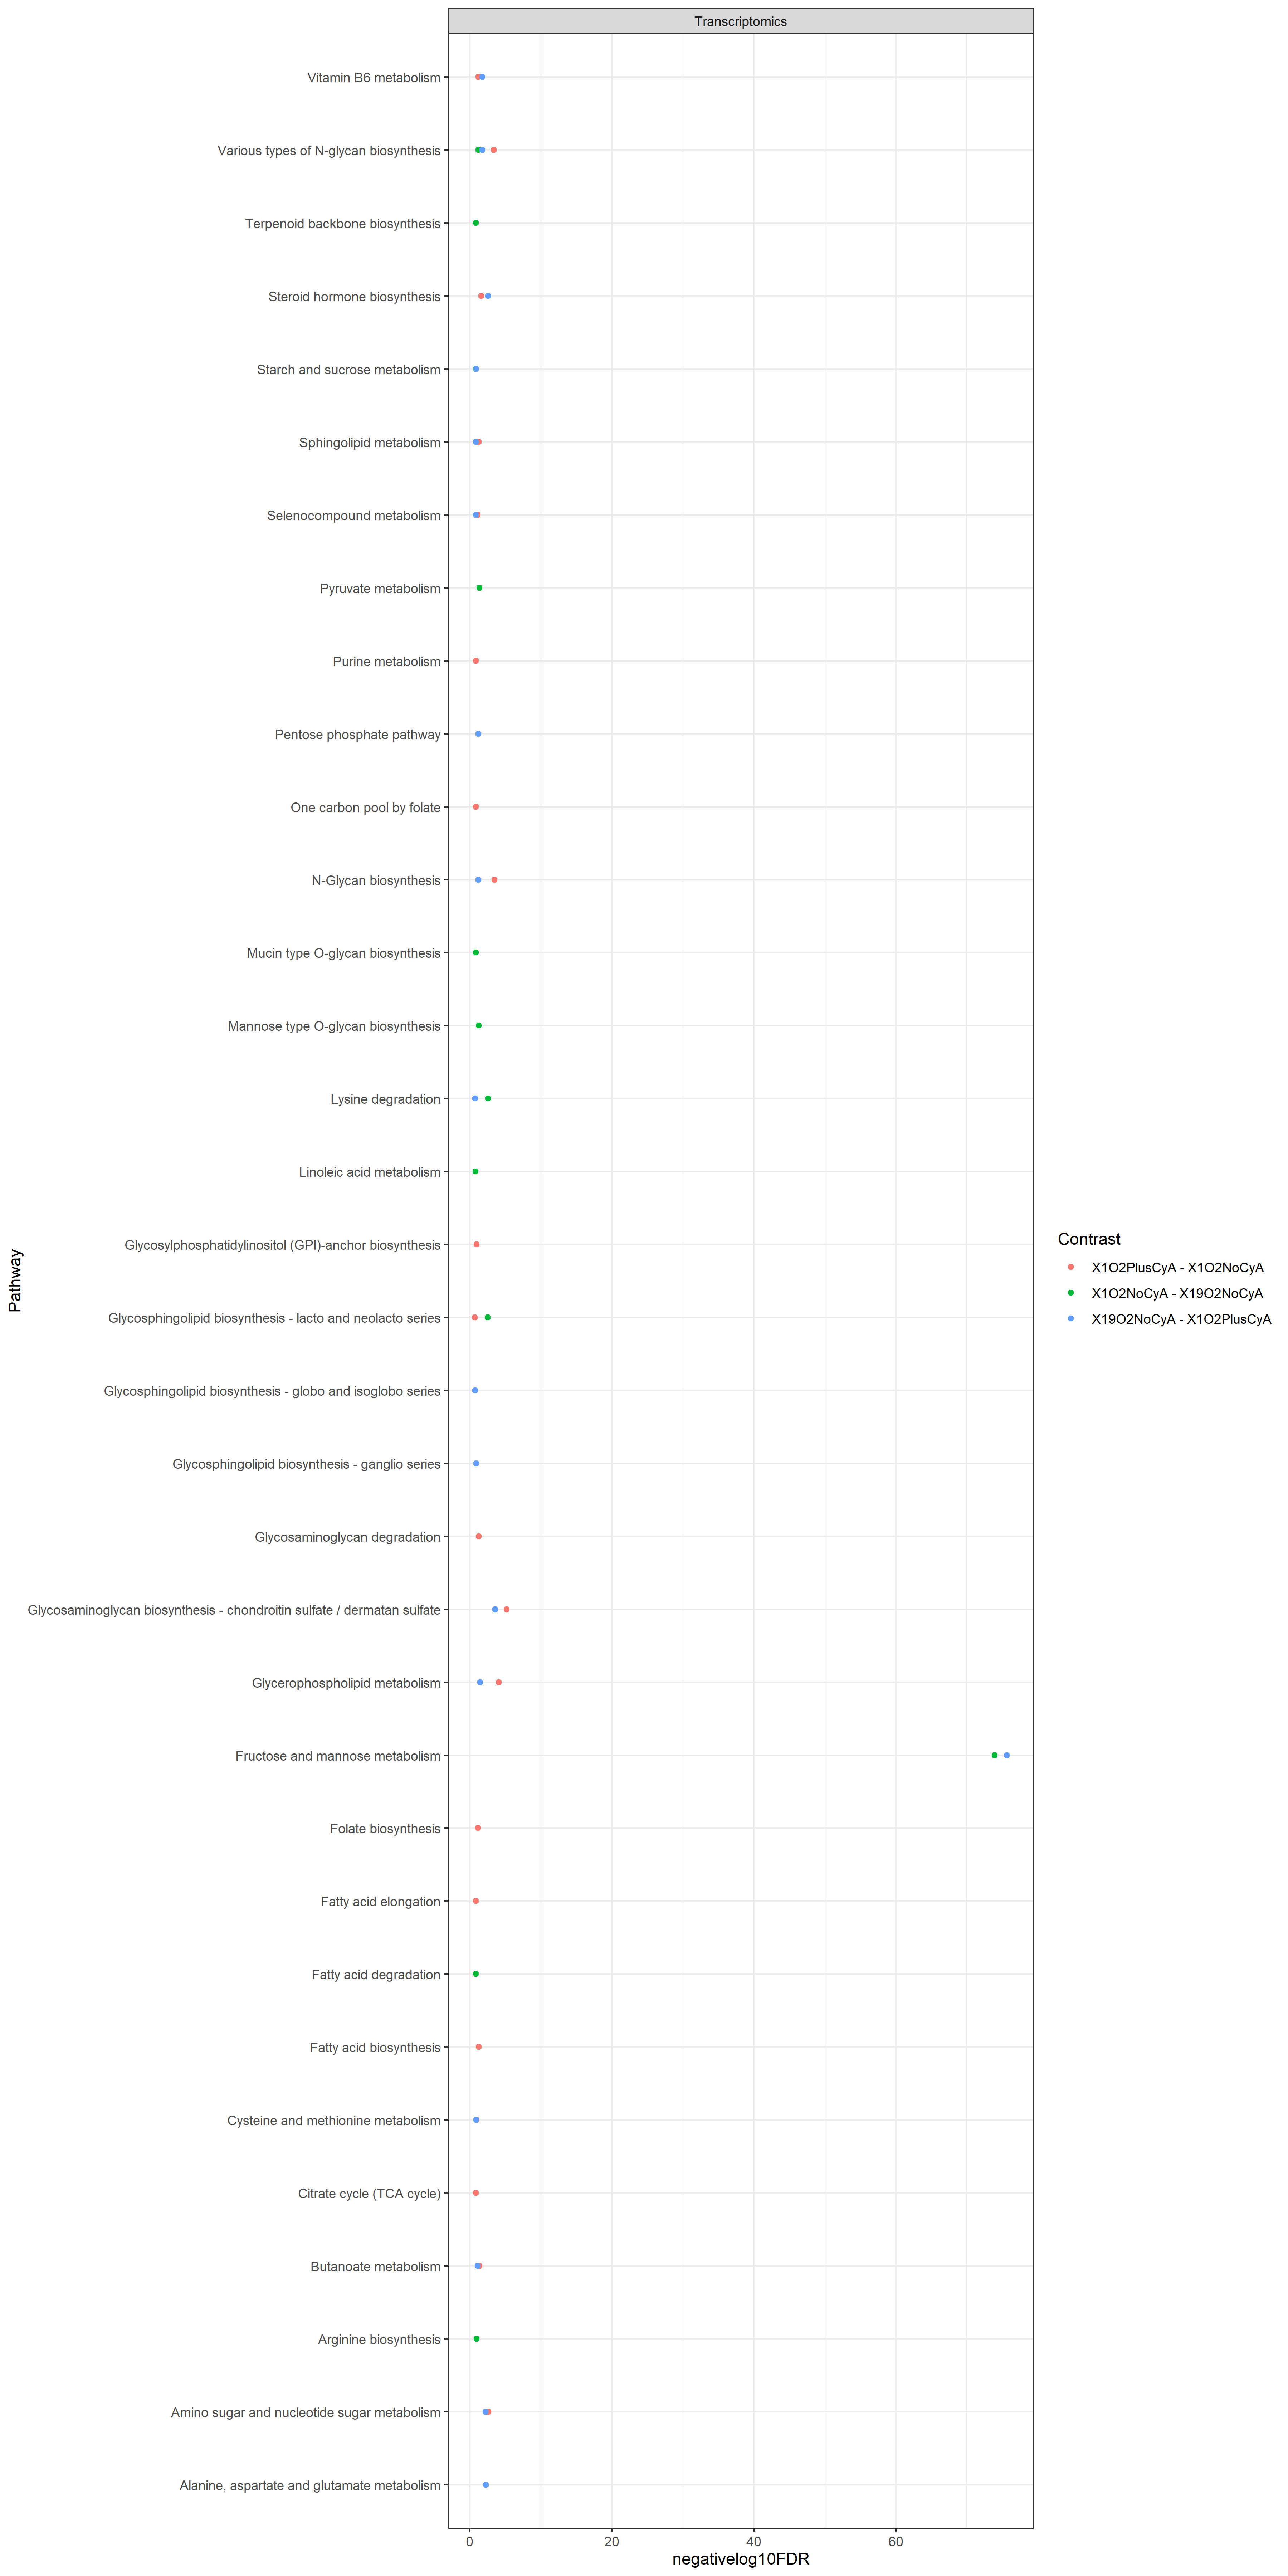 Transcriptomics
Vitamin B6 metabolism
Various types of N-glycan biosynthesis
Terpenoid backbone biosynthesis
Steroid hormone biosynthesis
Starch and sucrose metabolism
Sphingolipid metabolism
Selenocompound metabolism
Pyruvate metabolism
Purine metabolism
Pentose phosphate pathway
One carbon pool by folate
N-Glycan biosynthesis
Mucin type O-glycan biosynthesis
Mannose type O-glycan biosynthesis
Lysine degradation
Linoleic acid metabolism
Glycosylphosphatidylinositol (GPI)-anchor biosynthesis
Glycosphingolipid biosynthesis - lacto and neolacto series
Glycosphingolipid biosynthesis - globo and isoglobo series
Glycosphingolipid biosynthesis - ganglio series
Glycosaminoglycan degradation
Glycosaminoglycan biosynthesis - chondroitin sulfate / dermatan sulfate
Glycerophospholipid metabolism
Fructose and mannose metabolism
Folate biosynthesis
Fatty acid elongation
Fatty acid degradation
Fatty acid biosynthesis
Cysteine and methionine metabolism
Citrate cycle (TCA cycle)
Butanoate metabolism
Arginine biosynthesis
Amino sugar and nucleotide sugar metabolism
Alanine, aspartate and glutamate metabolism
Pathway
0 20 40 60
negativelog10FDR
Contrast
X1O2PlusCyA - X1O2NoCyA
X1O2NoCyA - X19O2NoCyA
X19O2NoCyA - X1O2PlusCyA